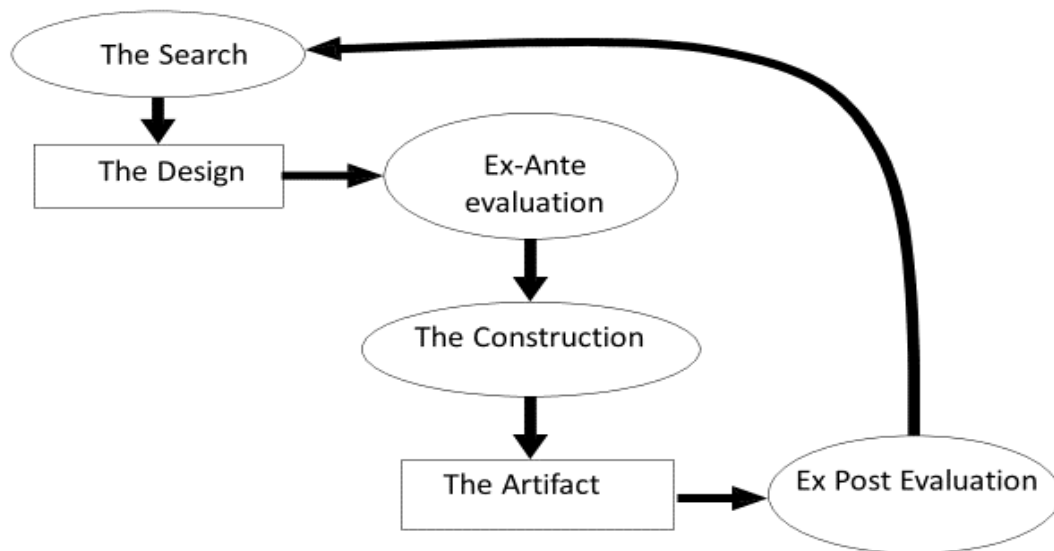 The Search
The Design
Ex-Ante
evaluation
The Construction
The Artifact
Ex Post Evaluation